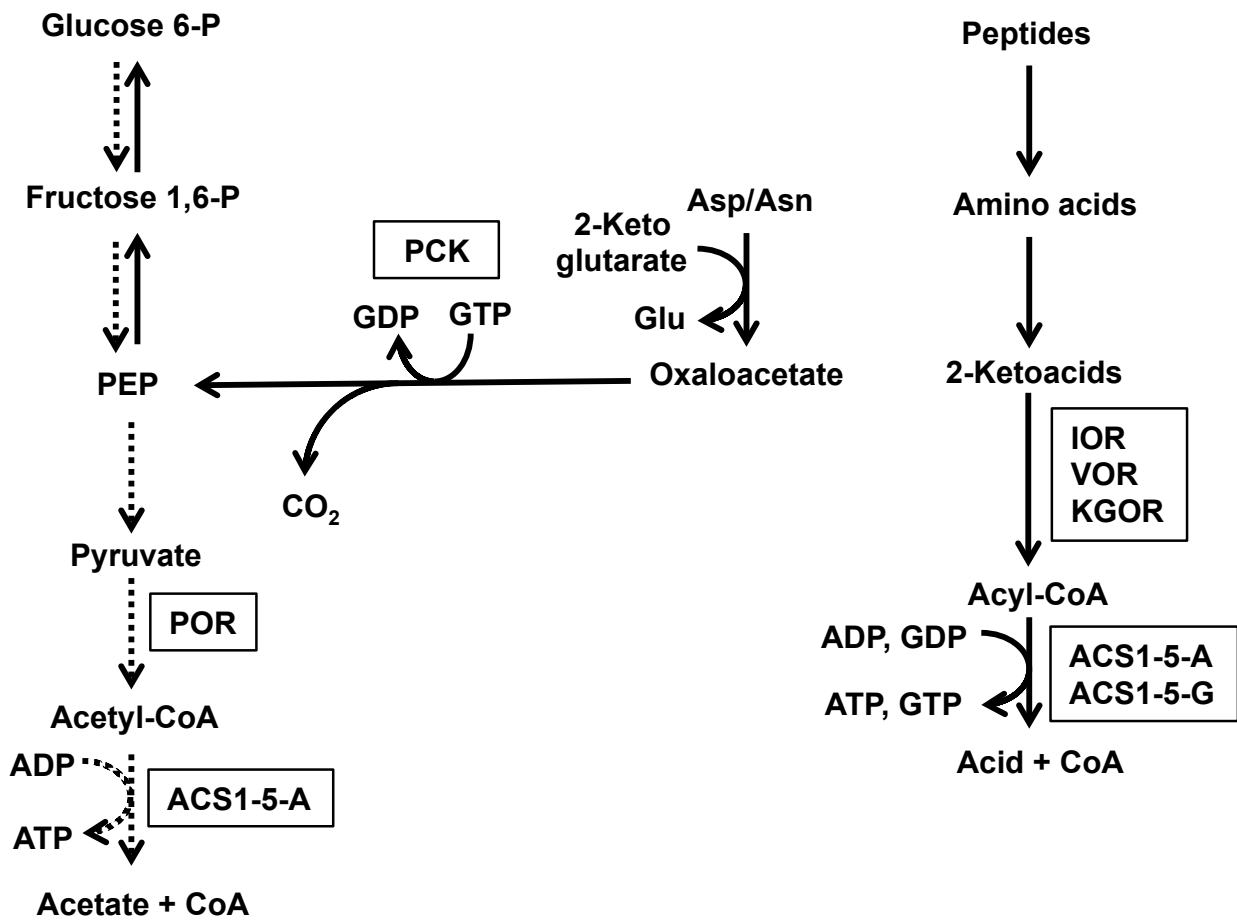 Glucose 6-P
Fructose 1,6-P
PEP
Pyruvate
POR
Acetyl-CoA
ADP
ATP
ACS1-5-A
Acetate + CoA
PCK
GDP
GTP
CO₂
2-Keto
glutarate
Glu
Asp/Asn
Oxaloacetate
Peptides
Amino acids
2-Ketoacids
IOR
VOR
KGOR
Acyl-CoA
ADP, GDP
ATP, GTP
ACS1-5-A
ACS1-5-G
Acid + CoA